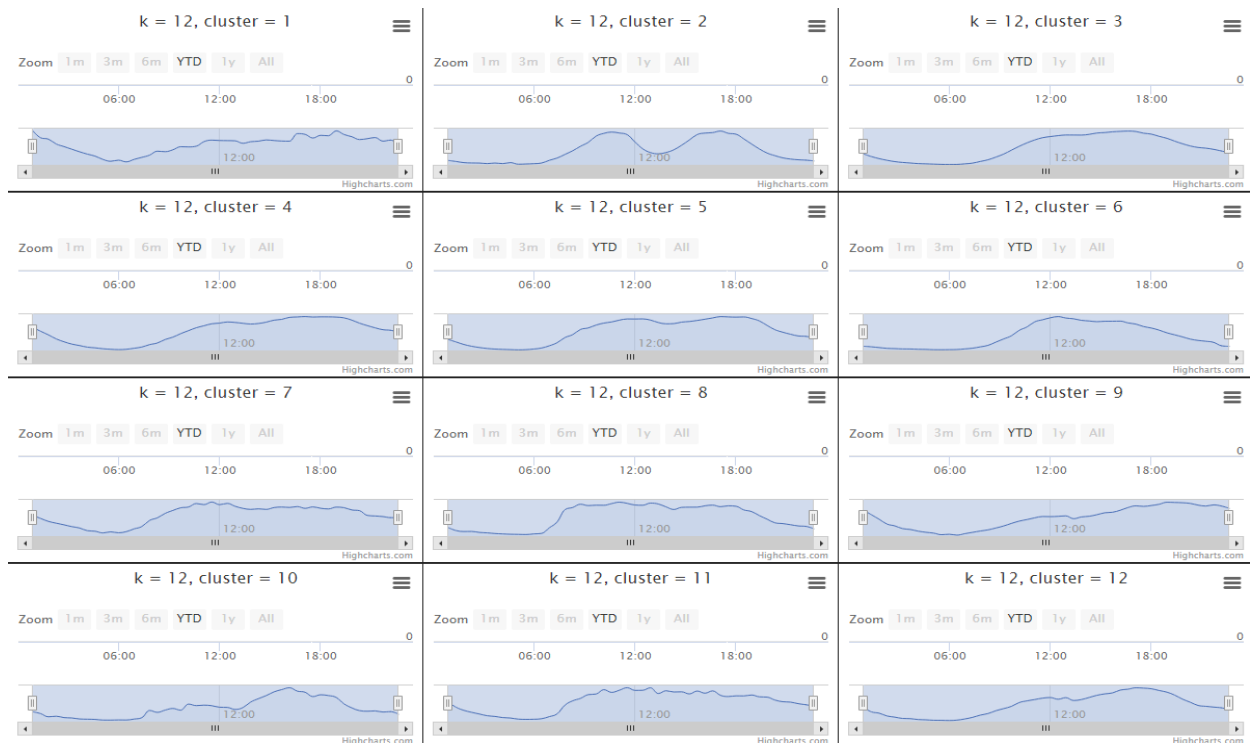 k = 12, cluster = 1
Zoom 1m 3m 6m YTD 1y All
0
06:00 12:00 18:00
12:00
Highcharts.com
k = 12, cluster = 2
Zoom 1m 3m 6m YTD 1y All
0
06:00 12:00 18:00
12:00
Highcharts.com
k = 12, cluster = 3
Zoom 1m 3m 6m YTD 1y All
0
06:00 12:00 18:00
12:00
Highcharts.com
k = 12, cluster = 4
Zoom 1m 3m 6m YTD 1y All
0
06:00 12:00 18:00
12:00
Highcharts.com
k = 12, cluster = 5
Zoom 1m 3m 6m YTD 1y All
0
06:00 12:00 18:00
12:00
Highcharts.com
k = 12, cluster = 6
Zoom 1m 3m 6m YTD 1y All
0
06:00 12:00 18:00
12:00
Highcharts.com
k = 12, cluster = 7
Zoom 1m 3m 6m YTD 1y All
0
06:00 12:00 18:00
12:00
Highcharts.com
k = 12, cluster = 8
Zoom 1m 3m 6m YTD 1y All
0
06:00 12:00 18:00
12:00
Highcharts.com
k = 12, cluster = 9
Zoom 1m 3m 6m YTD 1y All
0
06:00 12:00 18:00
12:00
Highcharts.com
k = 12, cluster = 10
Zoom 1m 3m 6m YTD 1y All
0
06:00 12:00 18:00
12:00
Highcharts.com
k = 12, cluster = 11
Zoom 1m 3m 6m YTD 1y All
0
06:00 12:00 18:00
12:00
Highcharts.com
k = 12, cluster = 12
Zoom 1m 3m 6m YTD 1y All
0
06:00 12:00 18:00
12:00
Highcharts.com